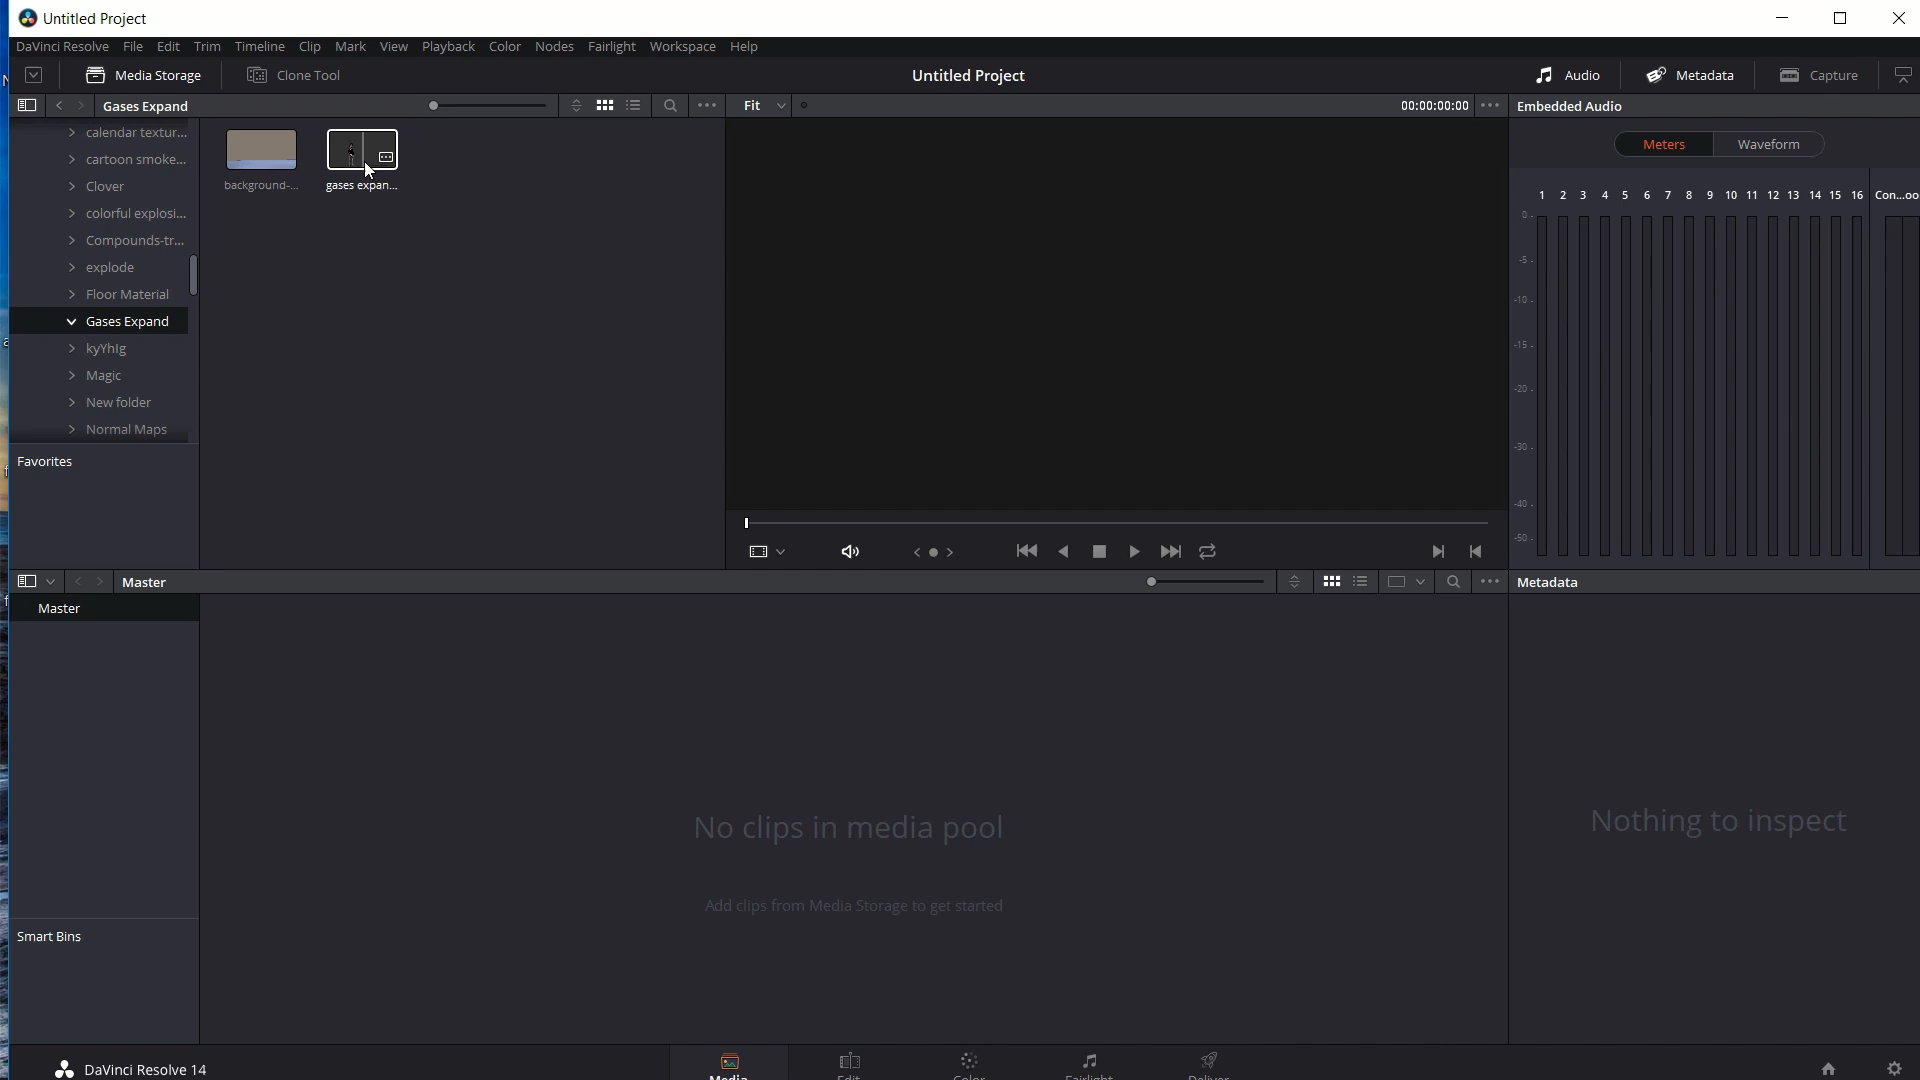 Untitled Project
DaVinci Resolve File Edit Trim Timeline Clip Mark View Playback Color Nodes Fairlight Workspace Help
Media Storage Clone Tool Untitled Project Audio Metadata Capture
Gases Expand Fit 00:00:00:00 Embedded Audio
calendar textur...
cartoon smoke...
Clover
colorful explosi...
Compounds-tr...
explode
Floor Material
Gases Expand
kyYhIg
Magic
New folder
Normal Maps
Favorites
background-... gases expan...
Meters Waveform
1 2 3 4 5 6 7 8 9 10 11 12 13 14 15 16 Con...oo
0 -
-5 -
-10 -
-15 -
-20 -
-30 -
-40 -
-50 -
Master Metadata
Master
No clips in media pool
Add clips from Media Storage to get started
Nothing to inspect
Smart Bins
DaVinci Resolve 14 Media Edit Color Fairlight Deliver